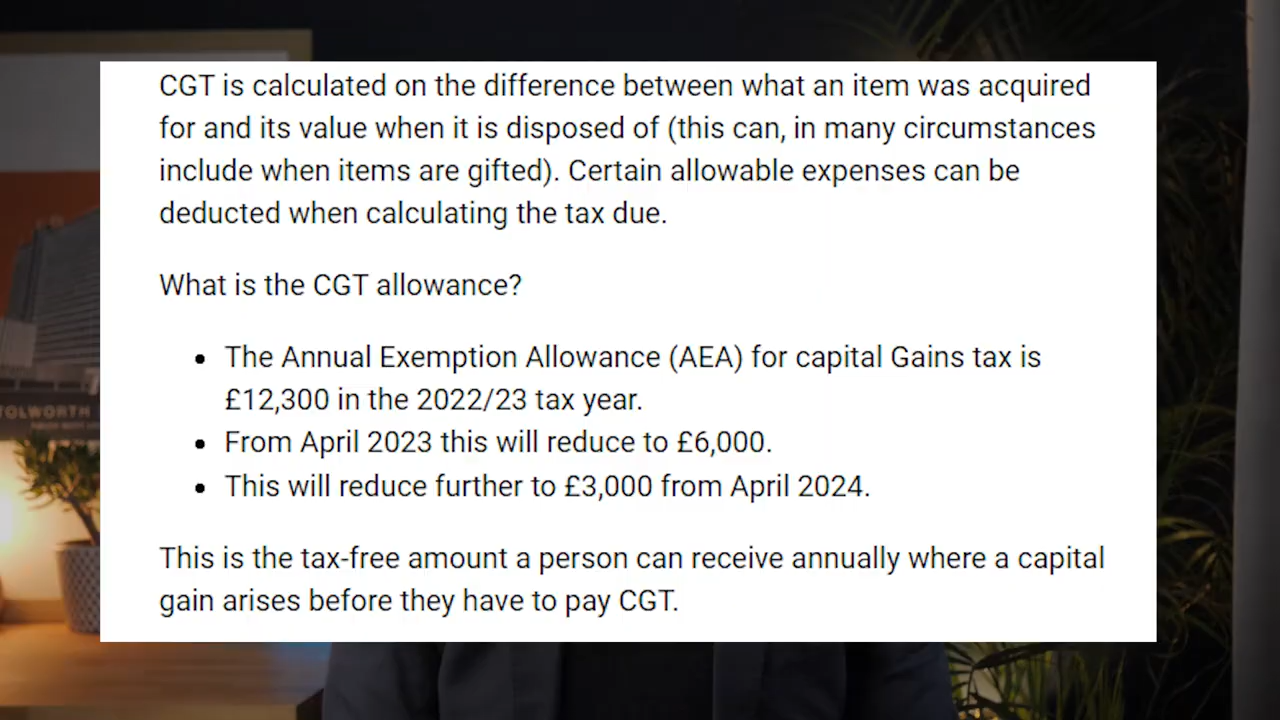 CGT is calculated on the difference between what an item was acquired
for and its value when it is disposed of (this can, in many circumstances
include when items are gifted). Certain allowable expenses can be
deducted when calculating the tax due.
What is the CGT allowance?
• The Annual Exemption Allowance (AEA) for capital Gains tax is
£12,300 in the 2022/23 tax year.
• From April 2023 this will reduce to £6,000.
• This will reduce further to £3,000 from April 2024.
This is the tax-free amount a person can receive annually where a capital
gain arises before they have to pay CGT.
TOLWORTH